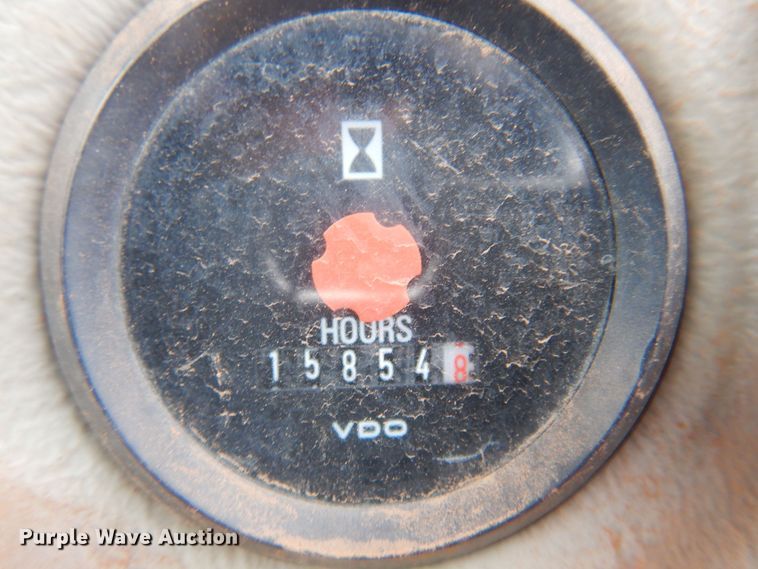 HOURS
158548
VDO
Purple Wave Auction